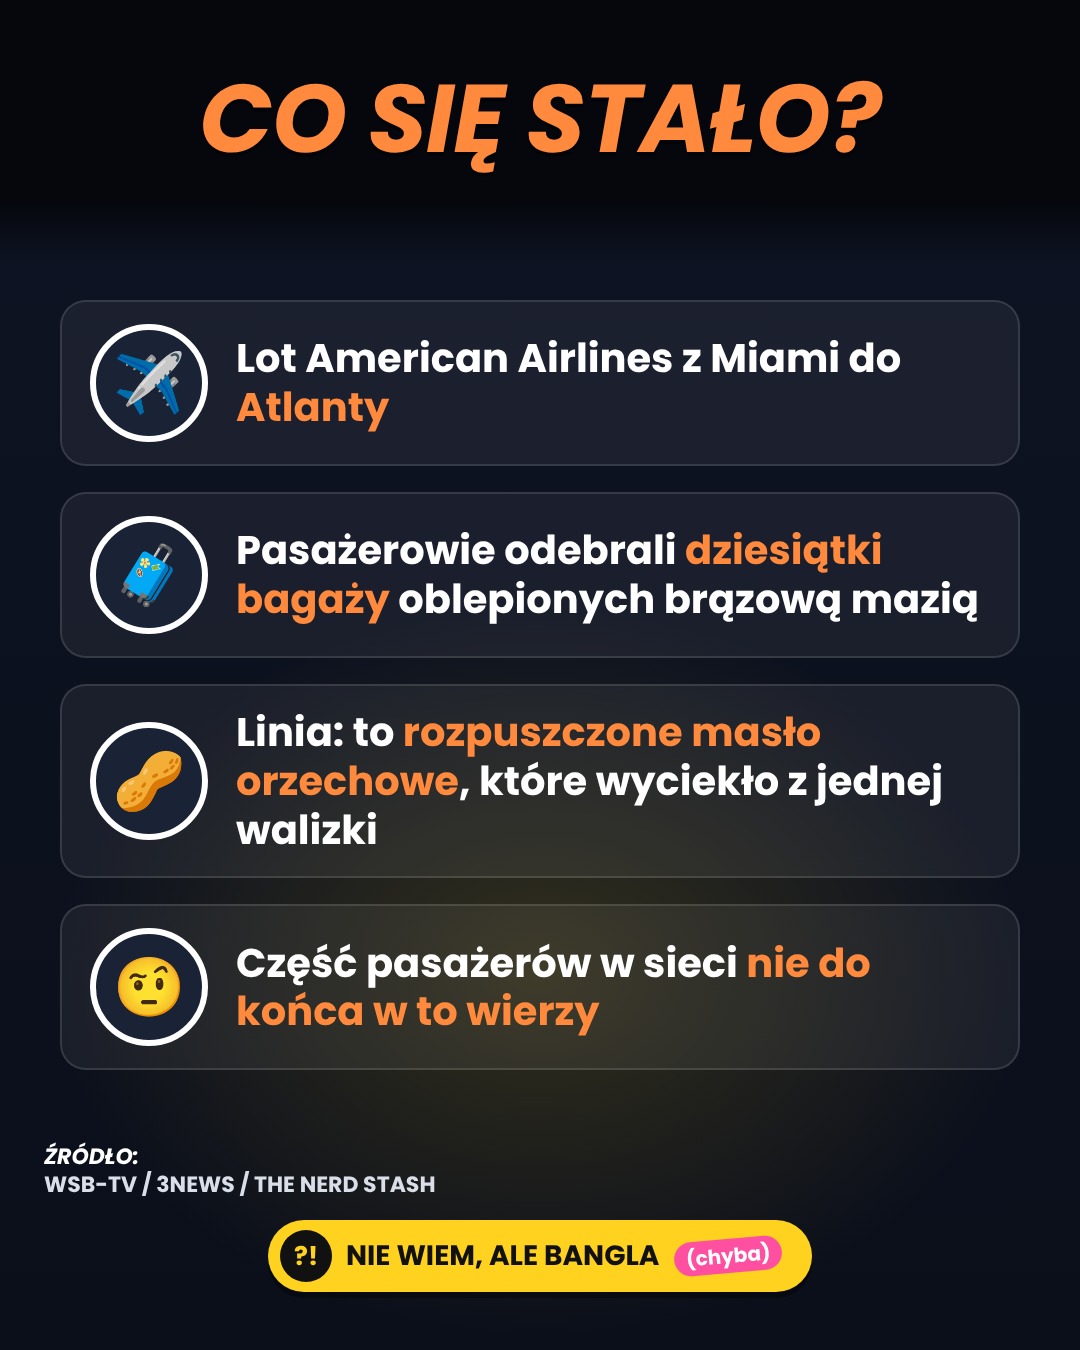 CO SIĘ STAŁO?
Lot American Airlines z Miami do
Atlanty
Pasażerowie odebrali dziesiątki
bagaży oblepionych brązową mazią
Linia: to rozpuszczone masło
orzechowe, które wyciekło z jednej
walizki
Część pasażerów w sieci nie do
końca w to wierzy
ŹRÓDŁO:
WSB-TV / 3NEWS / THE NERD STASH
?! NIE WIEM, ALE BANGLA (chyba)